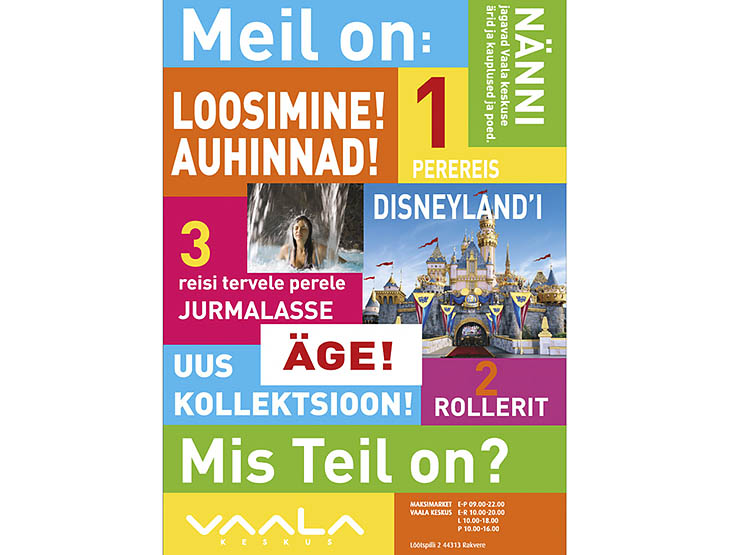 Meil on:
NÄNNI
jagavad Vaala keskuse
ärid ja kauplused ja poed.
LOOSIMINE!
AUHINNAD!
1
PEREREIS
DISNEYLAND'I
3
reisi tervele perele
JURMALASSE
ÄGE!
UUS
KOLLEKTSIOON!
2
ROLLERIT
Mis Teil on?
VAALA
KESKUS
MAKSIMARKET E-P 09.00-22.00
VAALA KESKUS E-R 10.00-20.00
L 10.00-18.00
P 10.00-16.00
Lõõtspilli 2 44313 Rakvere